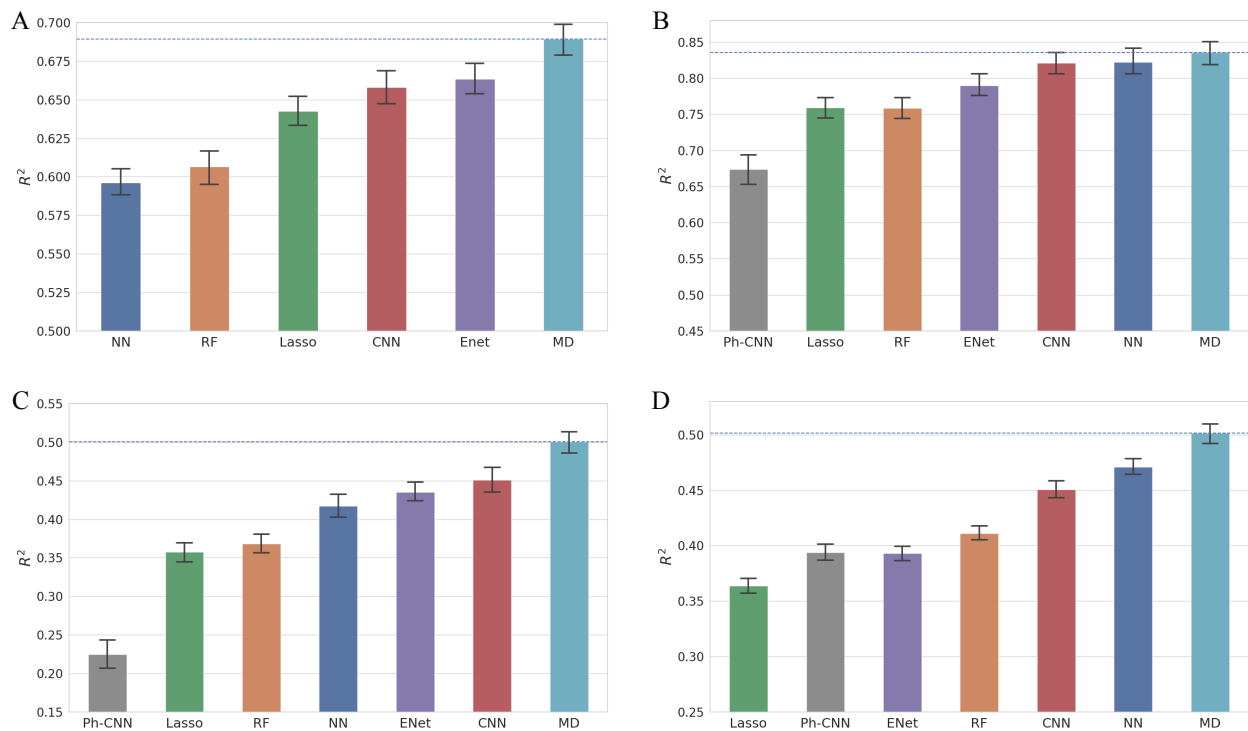 A
0.700
0.675
0.650
0.625
0.600
0.575
0.550
0.525
0.500
R²
NN RF Lasso CNN Enet MD
B
0.85
0.80
0.75
0.70
0.65
0.60
0.55
0.50
0.45
R²
Ph-CNN Lasso RF ENet CNN NN MD
C
0.55
0.50
0.45
0.40
0.35
0.30
0.25
0.20
0.15
R²
Ph-CNN Lasso RF NN ENet CNN MD
D
0.50
0.45
0.40
0.35
0.30
0.25
R²
Lasso Ph-CNN ENet RF CNN NN MD